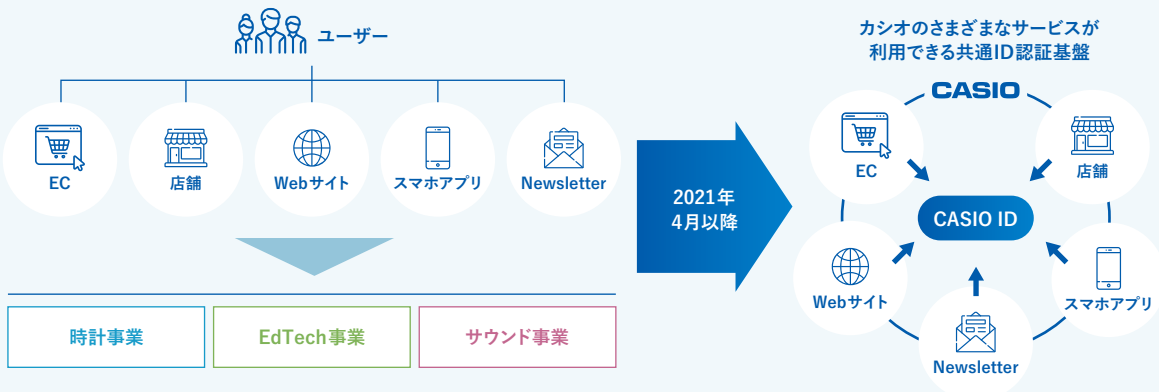 ユーザー
EC
店舗
Webサイト
スマホアプリ
Newsletter
時計事業
EdTech事業
サウンド事業
2021年
4月以降
カシオのさまざまなサービスが
利用できる共通ID認証基盤
CASIO
EC
店舗
CASIO ID
Webサイト
スマホアプリ
Newsletter